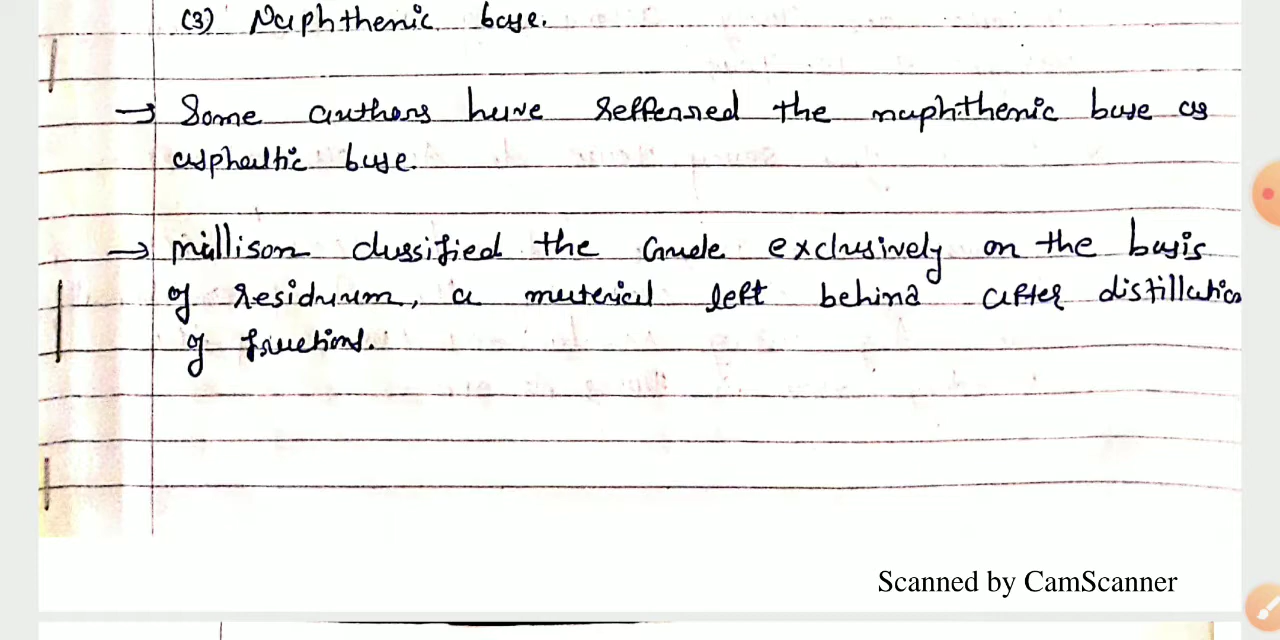 (3) Naphthenic base.
→ Some authors have refferred the naphthenic base as
asphaltic base.
→ Millison classified the crude exclusively on the basis
of residuum, a material left behind after distillation
of fractions.
Scanned by CamScanner